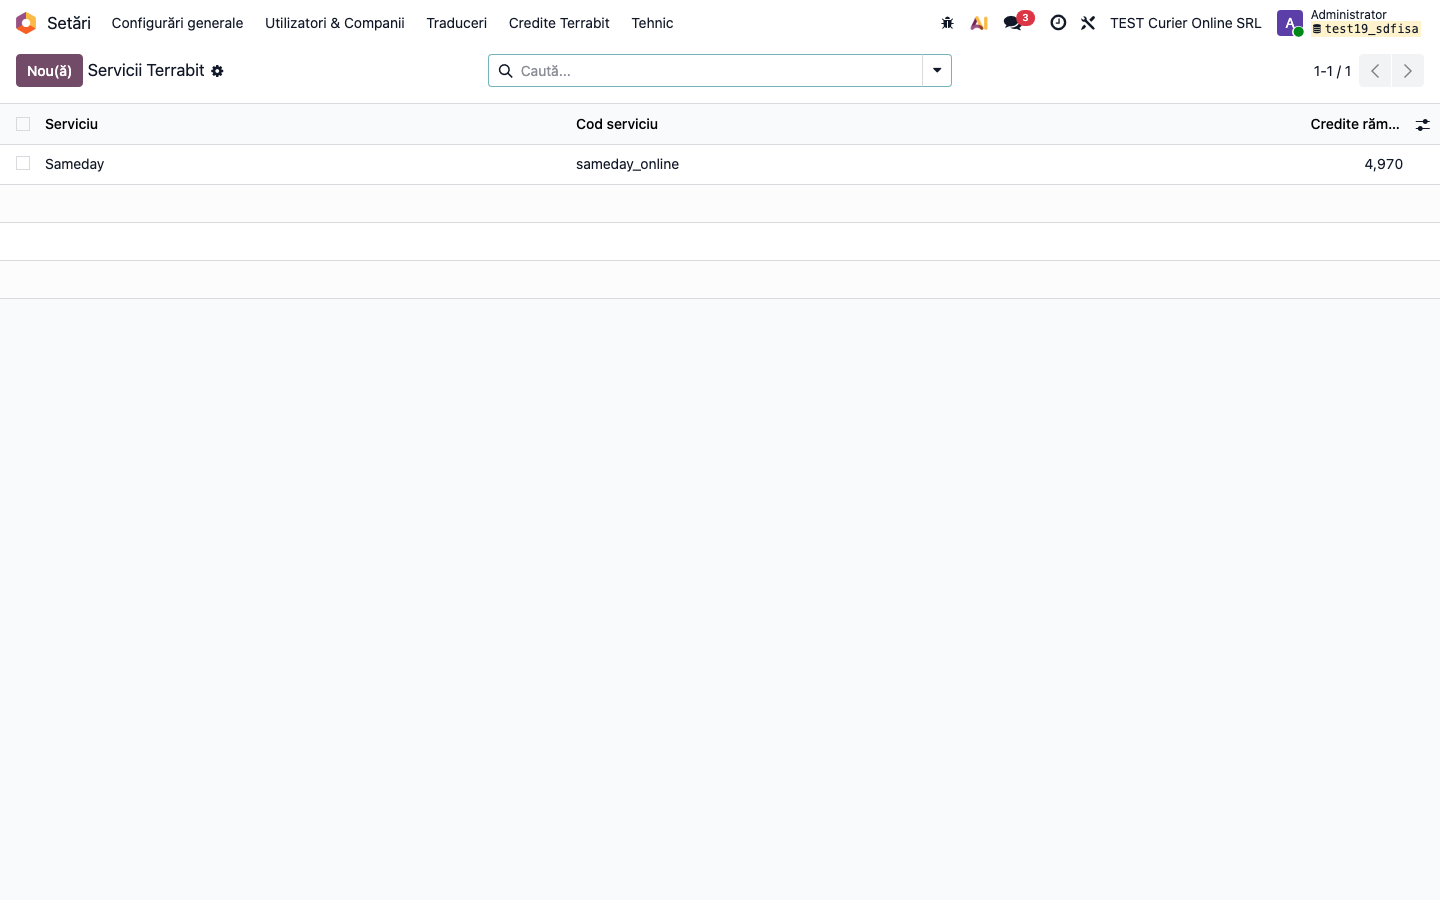 Setări Configurări generale Utilizatori & Companii Traduceri Credite Terrabit Tehnic AI 3 TEST Curier Online SRL A Administrator
test19_sdfisa
Nou(ă) Servicii Terrabit Caută... 1-1 / 1
Serviciu Cod serviciu Credite răm...
Sameday sameday_online 4,970